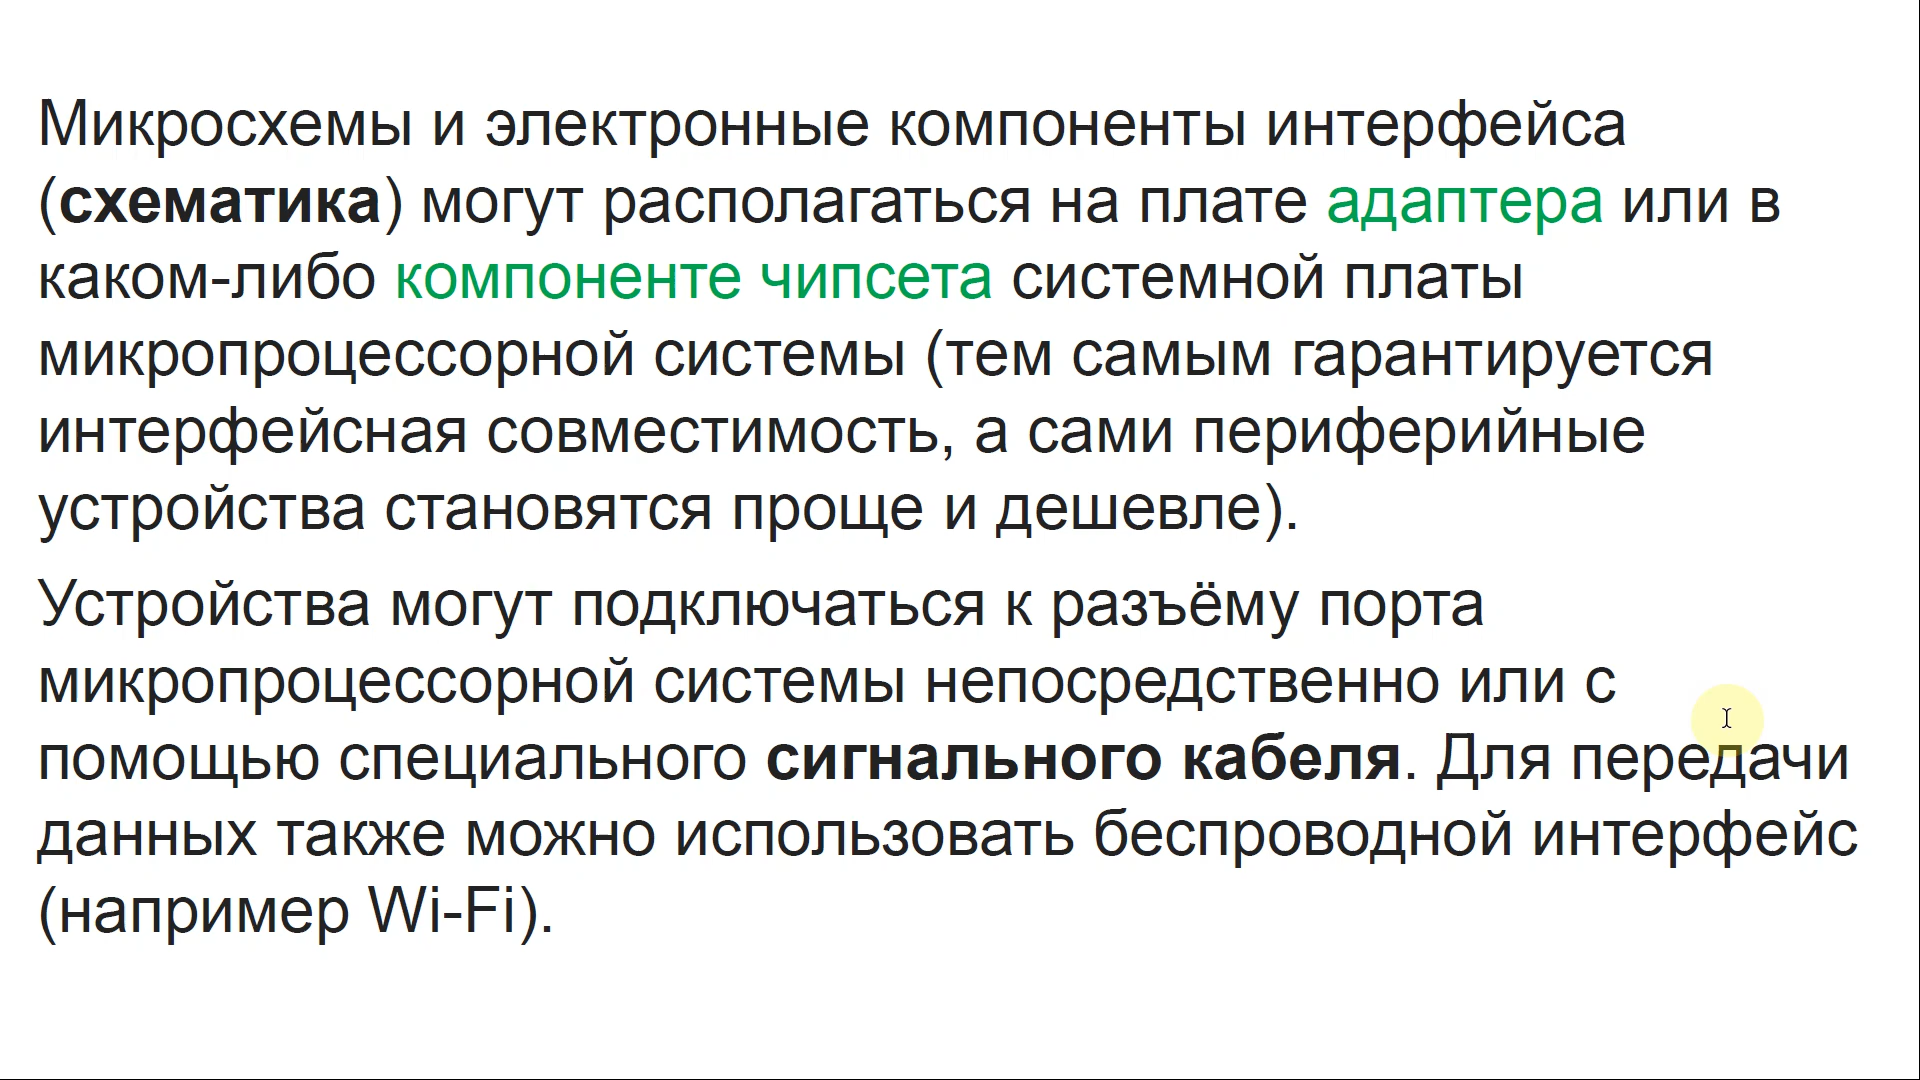 Микросхемы и электронные компоненты интерфейса
(схематика) могут располагаться на плате адаптера или в
каком-либо компоненте чипсета системной платы
микропроцессорной системы (тем самым гарантируется
интерфейсная совместимость, а сами периферийные
устройства становятся проще и дешевле).
Устройства могут подключаться к разъёму порта
микропроцессорной системы непосредственно или с
помощью специального сигнального кабеля. Для передачи
данных также можно использовать беспроводной интерфейс
(например Wi-Fi).